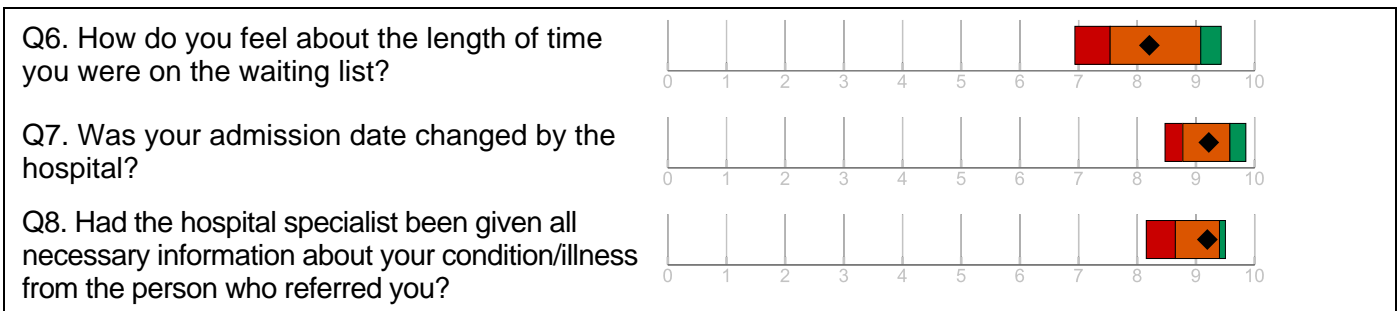 Q6. How do you feel about the length of time
you were on the waiting list?
0 1 2 3 4 5 6 7 8 9 10
Q7. Was your admission date changed by the
hospital?
0 1 2 3 4 5 6 7 8 9 10
Q8. Had the hospital specialist been given all
necessary information about your condition/illness
from the person who referred you?
0 1 2 3 4 5 6 7 8 9 10